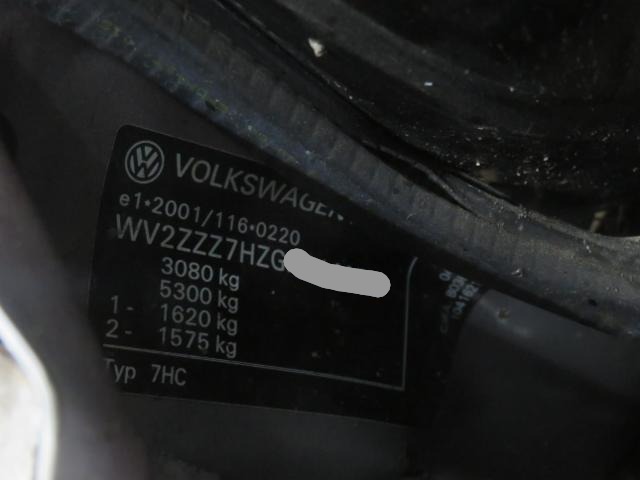 VOLKSWAGEN
e1*2001/116*0220
WV2ZZZ7HZG
3080 kg
5300 kg
1- 1620 kg
2- 1575 kg
Typ 7HC